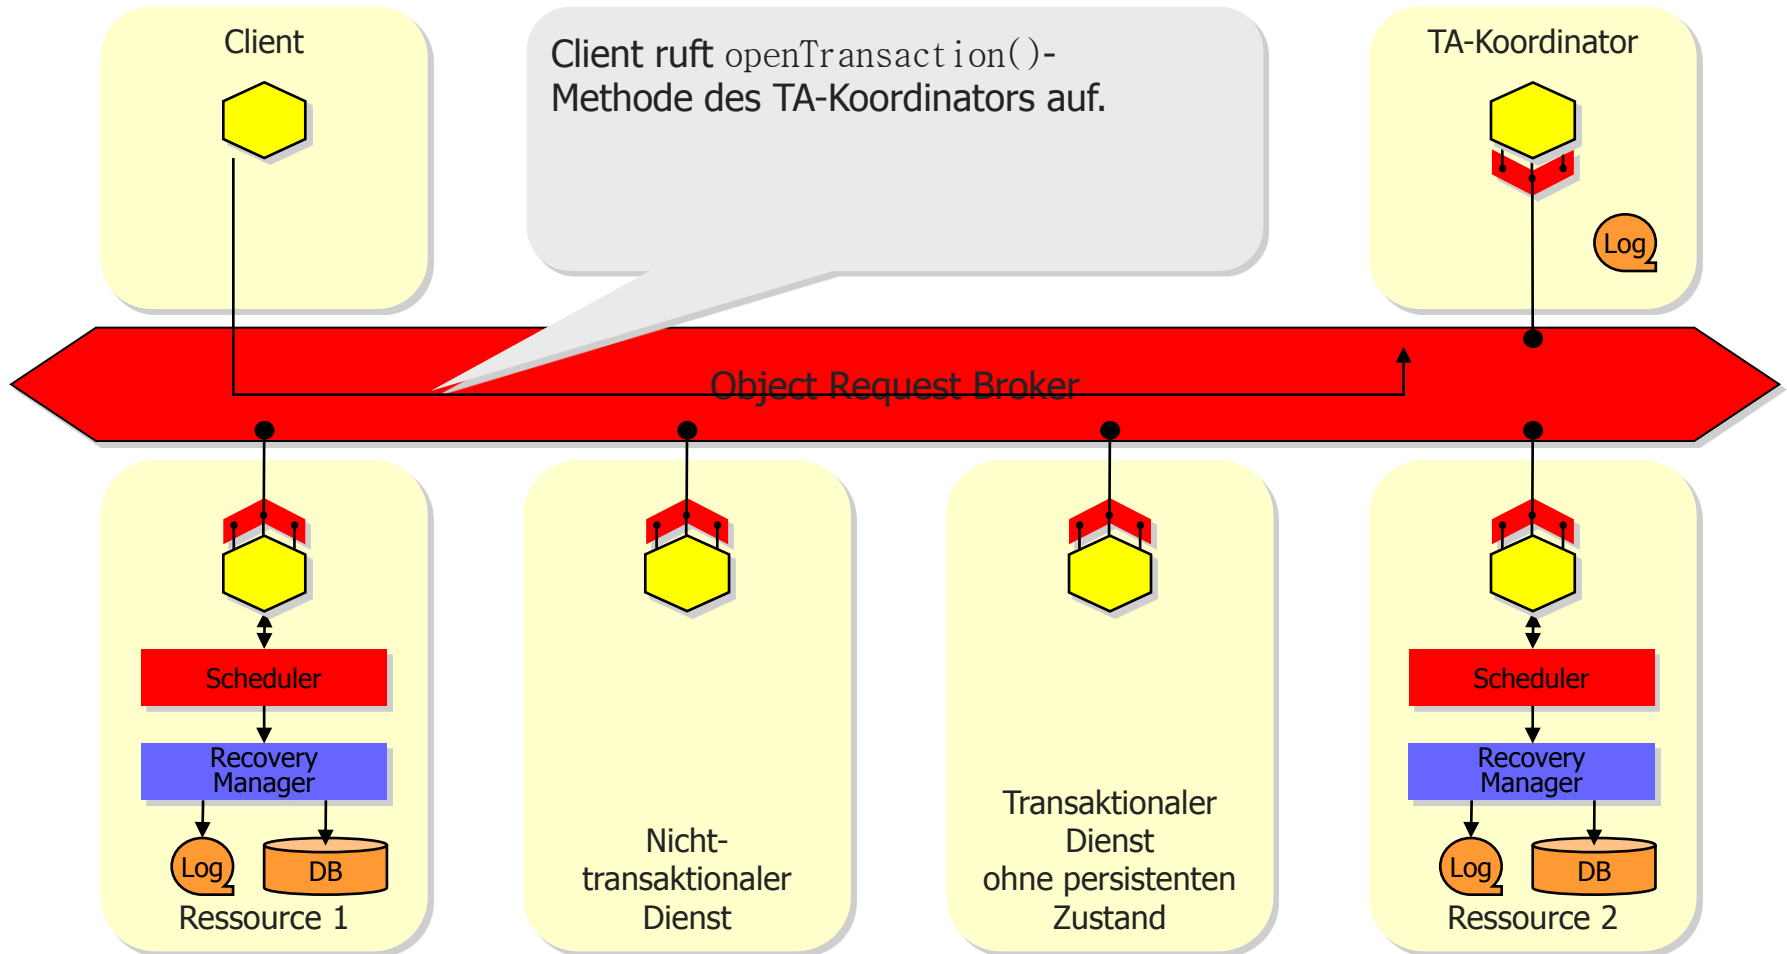 Client
Client ruft openTransaction()-
Methode des TA-Koordinators auf.
TA-Koordinator
Log
Object Request Broker
Scheduler
Recovery
Manager
Log
DB
Ressource 1
Nicht-
transaktionaler
Dienst
Transaktionaler
Dienst
ohne persistenten
Zustand
Scheduler
Recovery
Manager
Log
DB
Ressource 2